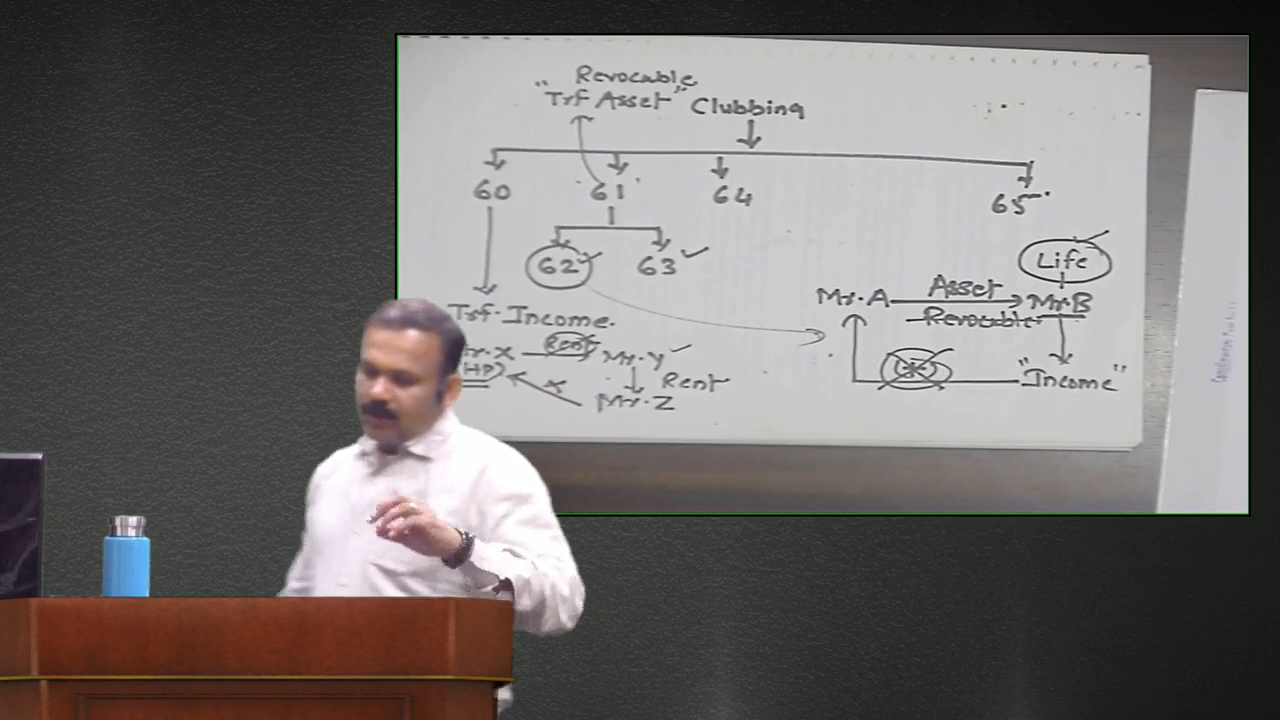 Revocable
"Trf Asset" Clubbing
60 61 64 65
62 63
Life
Mr. A Asset Mr. B
Revocable
Trf. Income.
Mr. X Rent Mr. Y
(HP) Rent
Mr. Z
"Income"